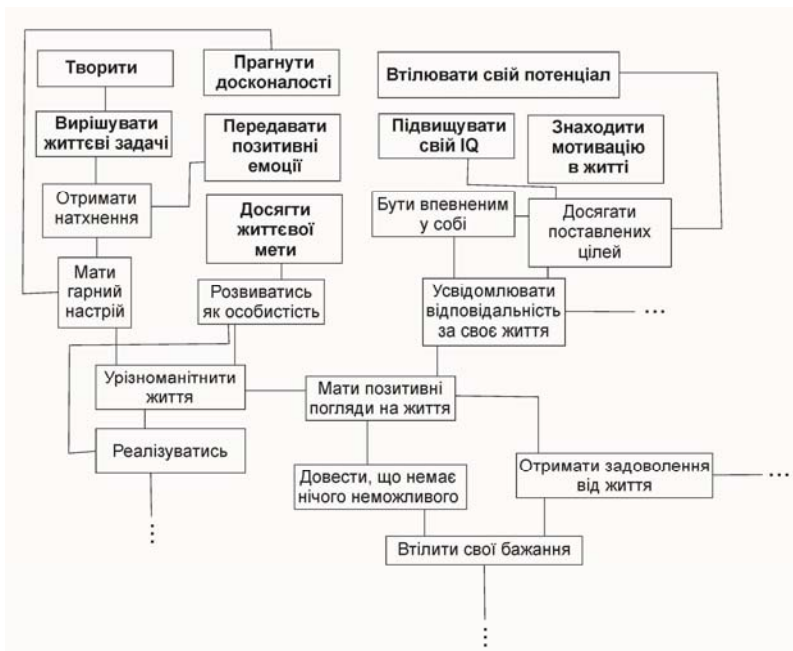 Творити
Прагнути
досконалості
Втілювати свій потенціал
Вирішувати
життєві задачі
Передавати
позитивні
емоції
Підвищувати
свій IQ
Знаходити
мотивацію
в житті
Отримати
натхнення
Досягти
життєвої
мети
Бути впевненим
у собі
Досягати
поставлених
цілей
Мати
гарний
настрій
Розвиватись
як особистість
Усвідомлювати
відповідальність
за своє життя
...
Урізноманітнити
життя
Мати позитивні
погляди на життя
Реалізуватись
Довести, що немає
нічого неможливого
Отримати задоволення
від життя
...
...
Втілити свої бажання
...